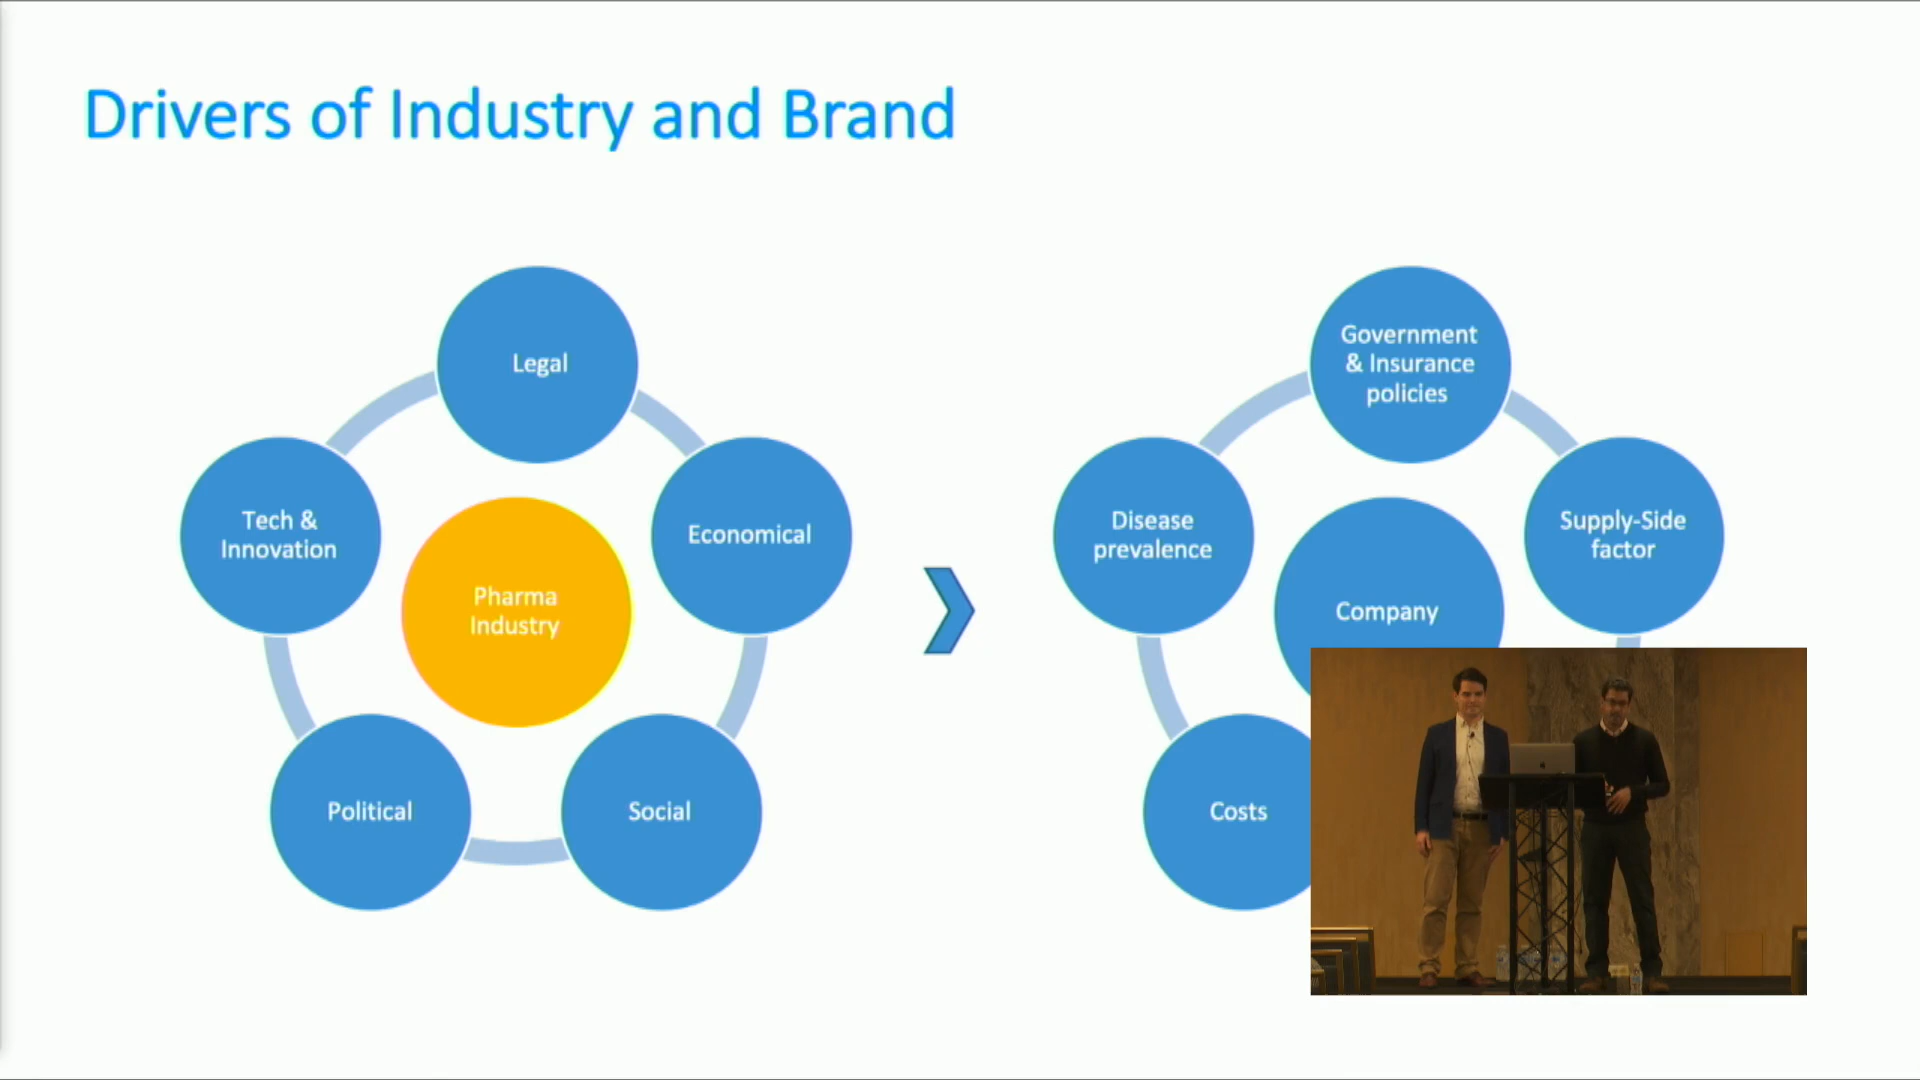 Drivers of Industry and Brand
Legal
Tech &
Innovation
Economical
Pharma
Industry
Political
Social
Government
& Insurance
policies
Disease
prevalence
Supply-Side
factor
Company
Costs